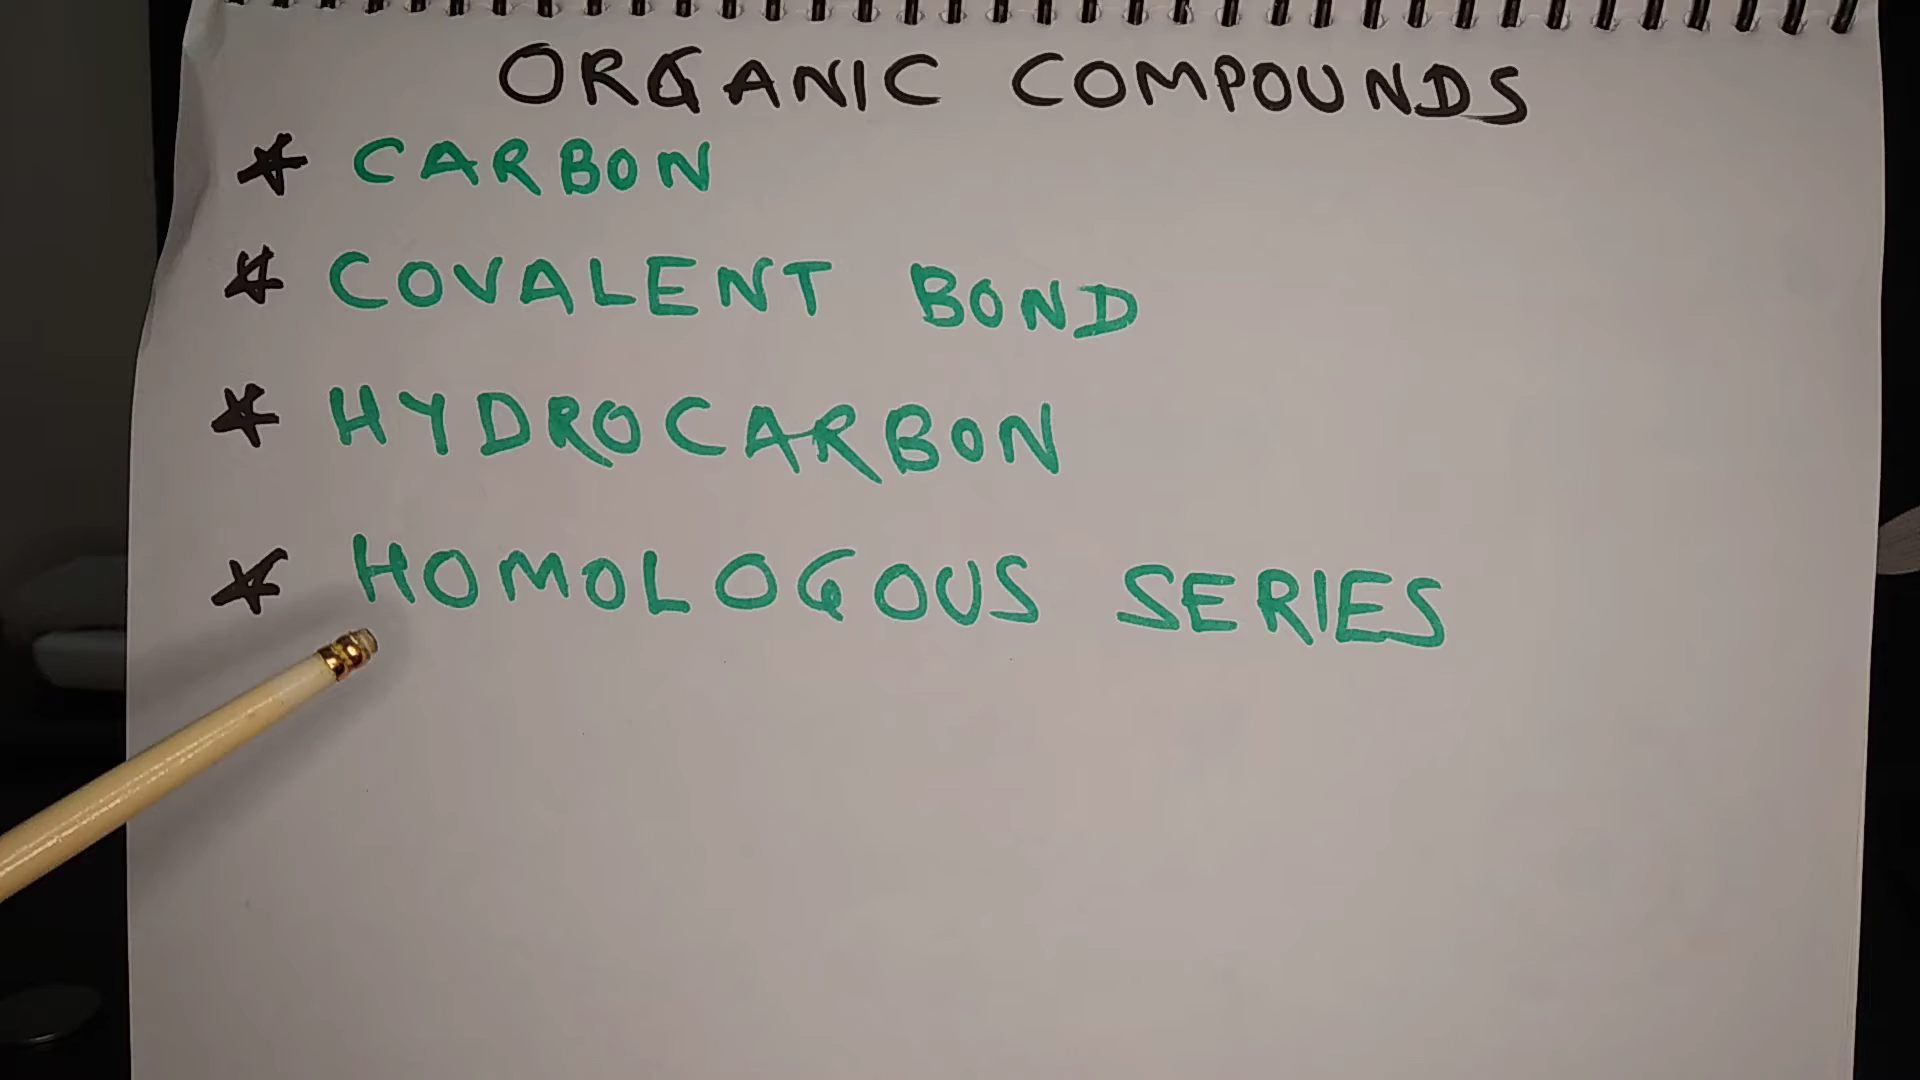 ORGANIC COMPOUNDS
★ CARBON
★ COVALENT BOND
★ HYDROCARBON
★ HOMOLOGOUS SERIES